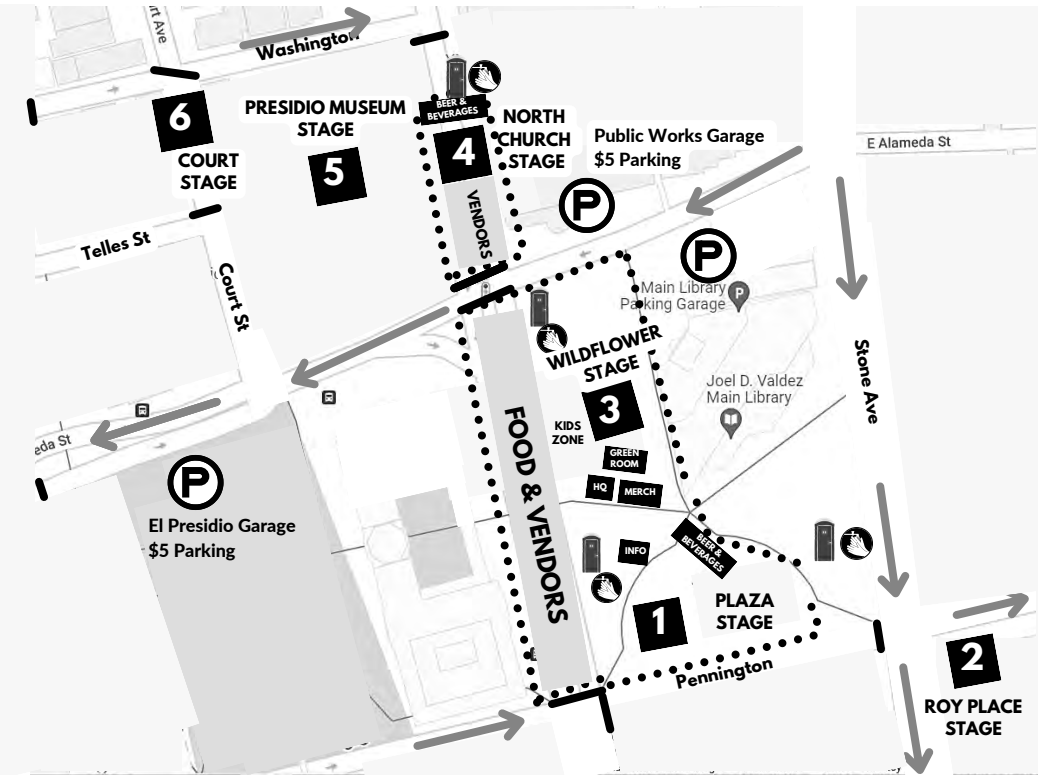 rt Ave
Washington
6
COURT
STAGE
PRESIDIO MUSEUM
STAGE
5
BEER &
BEVERAGES
4
NORTH
CHURCH
STAGE
VENDORS
Public Works Garage
$5 Parking
P
E Alameda St
Telles St
Court St
P
Main Library
Parking Garage
P
WILDFLOWER
STAGE
3
KIDS
ZONE
GREEN
ROOM
HQ
MERCH
Joel D. Valdez
Main Library
Stone Ave
FOOD & VENDORS
eda St
P
El Presidio Garage
$5 Parking
INFO
BEER &
BEVERAGES
1
PLAZA
STAGE
Pennington
2
ROY PLACE
STAGE